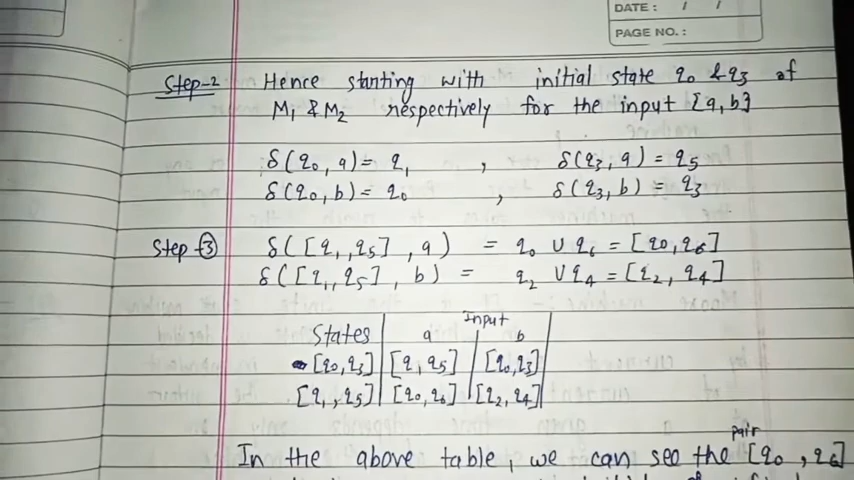 DATE: / /
PAGE NO.:
Step-2 Hence starting with initial state q0 & q3 of
M1 & M2 respectively for the input [a,b]
δ(q0, a) = q1 , δ(q3, a) = q5
δ(q0, b) = q0 , δ(q3, b) = q3
Step-3 δ([q1, q5], a) = q0 ∪ q6 = [q0, q6]
δ([q1, q5], b) = q2 ∪ q4 = [q2, q4]
Input
States a b
[q0, q3] [q, q5] [q0, q3]
[q1, q5] [q0, q6] [q2, q4]
pair
In the above table, we can see the [q0, q6]